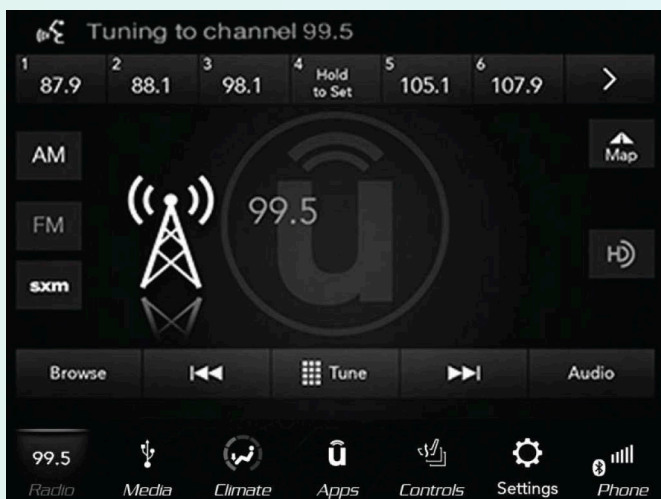 Tuning to channel 99.5
1 87.9 2 88.1 3 98.1 4 Hold to Set 5 105.1 6 107.9 >
AM
Map
99.5
FM
HD
sxm
ū
Browse Tune Audio
99.5
Radio Media Climate Apps Controls Settings Phone